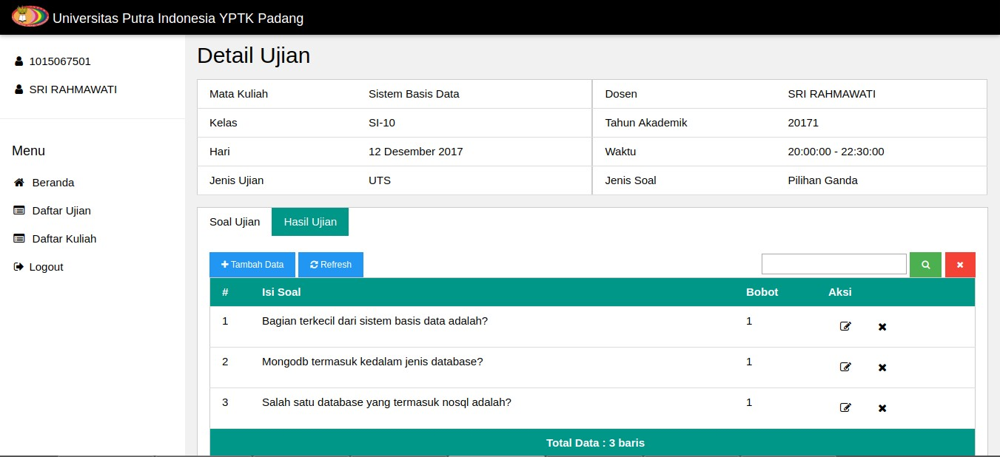 Universitas Putra Indonesia YPTK Padang
1015067501
SRI RAHMAWATI
Menu
Beranda
Daftar Ujian
Daftar Kuliah
Logout
Detail Ujian
Mata Kuliah Sistem Basis Data Dosen SRI RAHMAWATI
Kelas SI-10 Tahun Akademik 20171
Hari 12 Desember 2017 Waktu 20:00:00 - 22:30:00
Jenis Ujian UTS Jenis Soal Pilihan Ganda
Soal Ujian Hasil Ujian
Tambah Data Refresh
# Isi Soal Bobot Aksi
1 Bagian terkecil dari sistem basis data adalah? 1
2 Mongodb termasuk kedalam jenis database? 1
3 Salah satu database yang termasuk nosql adalah? 1
Total Data : 3 baris